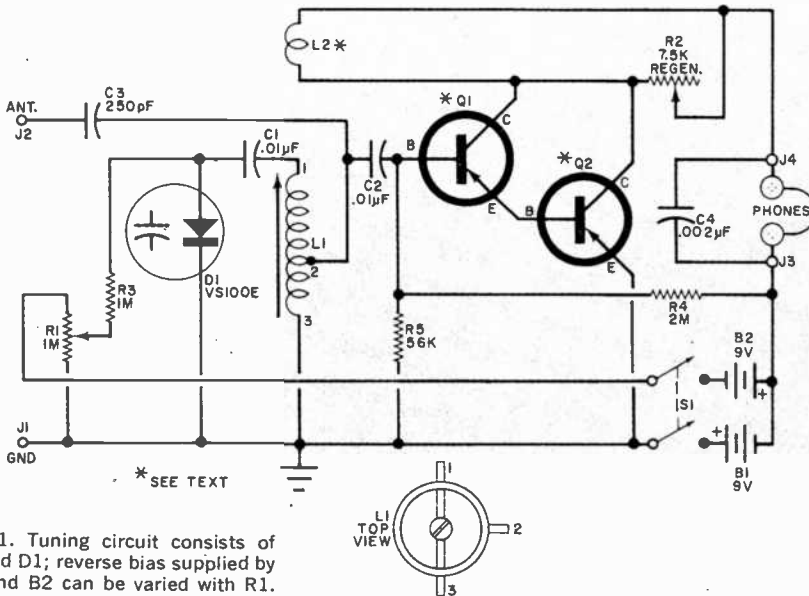 L2*
R2
7.5K
REGEN.
*Q1
C3
250pF
ANT.
J2
C1
.01µF
1
B
C
C2
.01µF
*Q2
C
J4
PHONES
E
B
C4
.002µF
J3
L1
2
D1
VS100E
R3
1M
E
R4
2M
3
R1
1M
R5
56K
B2
9V
+
S1
J1
GND
+
B1
9V
*SEE TEXT
L1
TOP
VIEW
1
2
3
1. Tuning circuit consists of
d D1; reverse bias supplied by
nd B2 can be varied with R1.